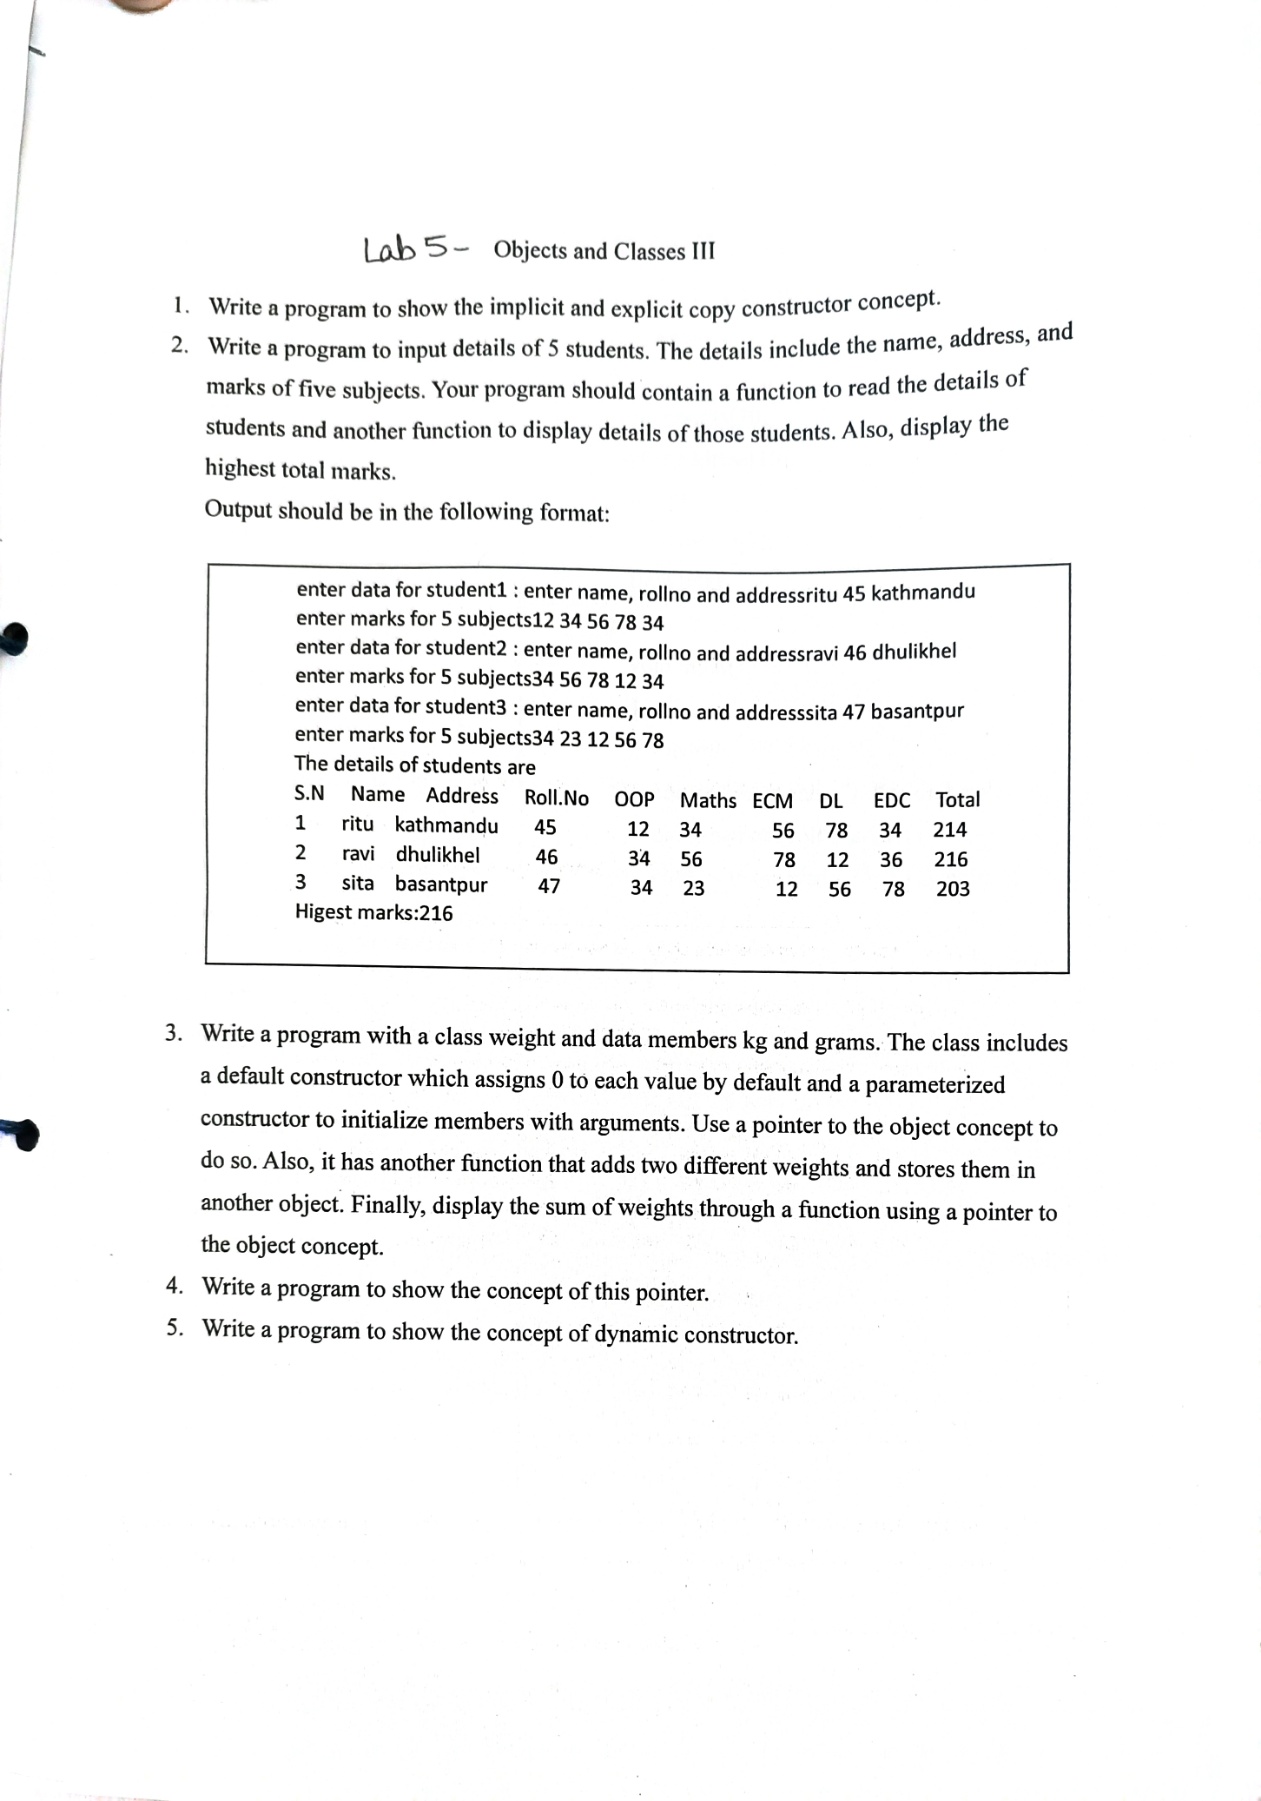 Lab 5 - Objects and Classes III
1. Write a program to show the implicit and explicit copy constructor concept.
2. Write a program to input details of 5 students. The details include the name, address, and
marks of five subjects. Your program should contain a function to read the details of
students and another function to display details of those students. Also, display the
highest total marks.
Output should be in the following format:
enter data for student1 : enter name, rollno and addressritu 45 kathmandu
enter marks for 5 subjects12 34 56 78 34
enter data for student2 : enter name, rollno and addressravi 46 dhulikhel
enter marks for 5 subjects34 56 78 12 34
enter data for student3 : enter name, rollno and addresssita 47 basantpur
enter marks for 5 subjects34 23 12 56 78
The details of students are
S.N Name Address Roll.No OOP Maths ECM DL EDC Total
1 ritu kathmandu 45 12 34 56 78 34 214
2 ravi dhulikhel 46 34 56 78 12 36 216
3 sita basantpur 47 34 23 12 56 78 203
Higest marks:216
3. Write a program with a class weight and data members kg and grams. The class includes
a default constructor which assigns 0 to each value by default and a parameterized
constructor to initialize members with arguments. Use a pointer to the object concept to
do so. Also, it has another function that adds two different weights and stores them in
another object. Finally, display the sum of weights through a function using a pointer to
the object concept.
4. Write a program to show the concept of this pointer.
5. Write a program to show the concept of dynamic constructor.